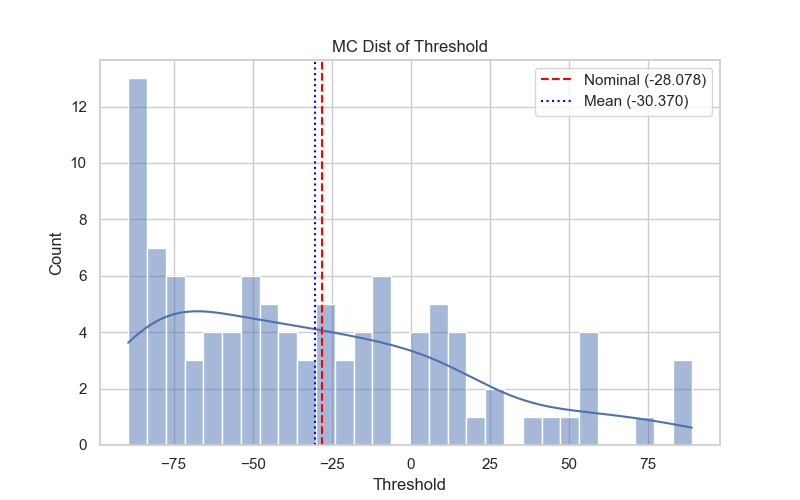 MC Dist of Threshold
Nominal (-28.078)
Mean (-30.370)
Count
12
10
8
6
4
2
0
−75
−50
−25
0
25
50
75
Threshold